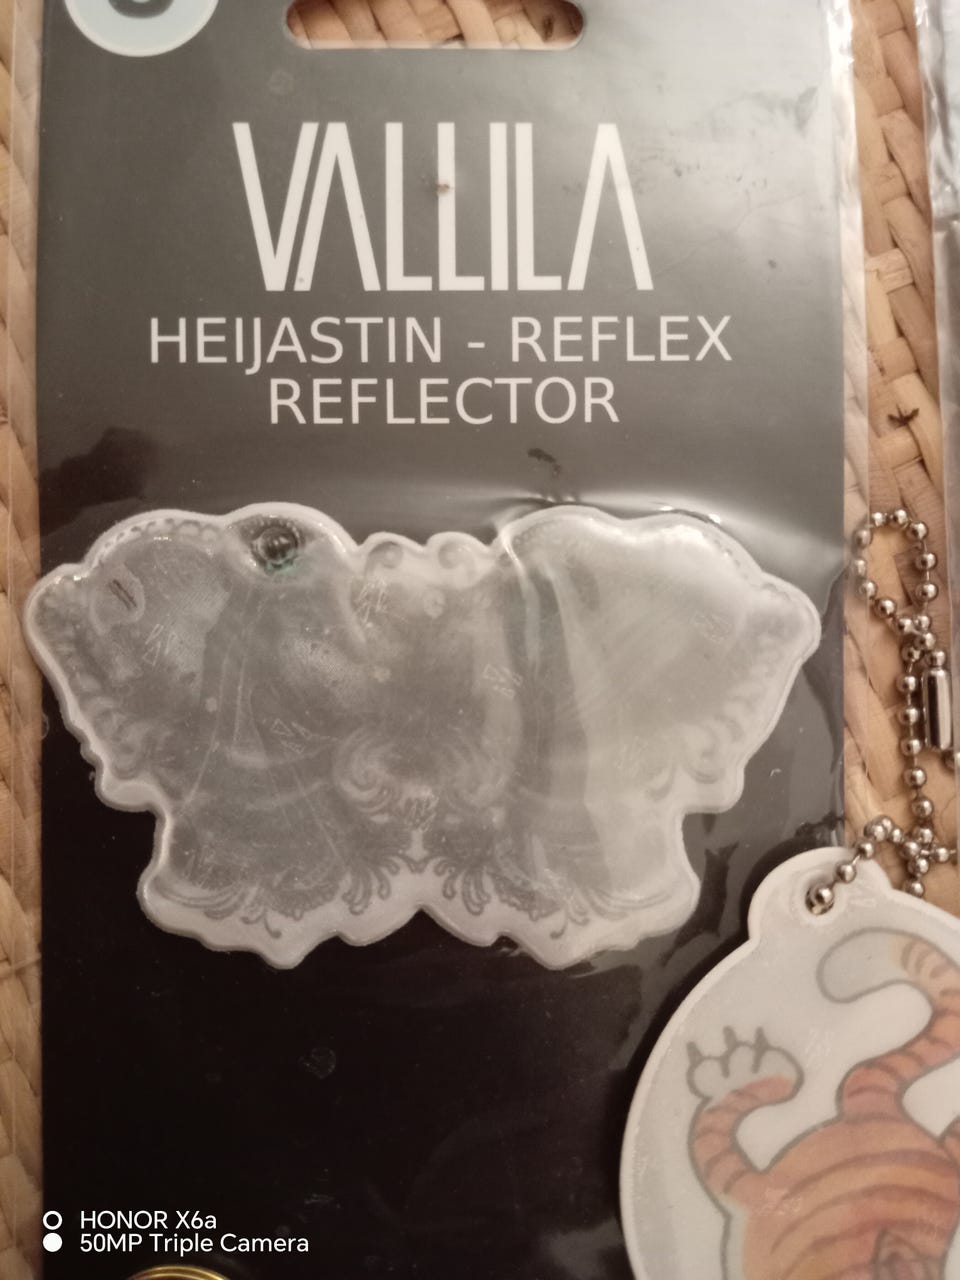 VALLILA
HEIJASTIN - REFLEX
REFLECTOR
HONOR X6a
50MP Triple Camera